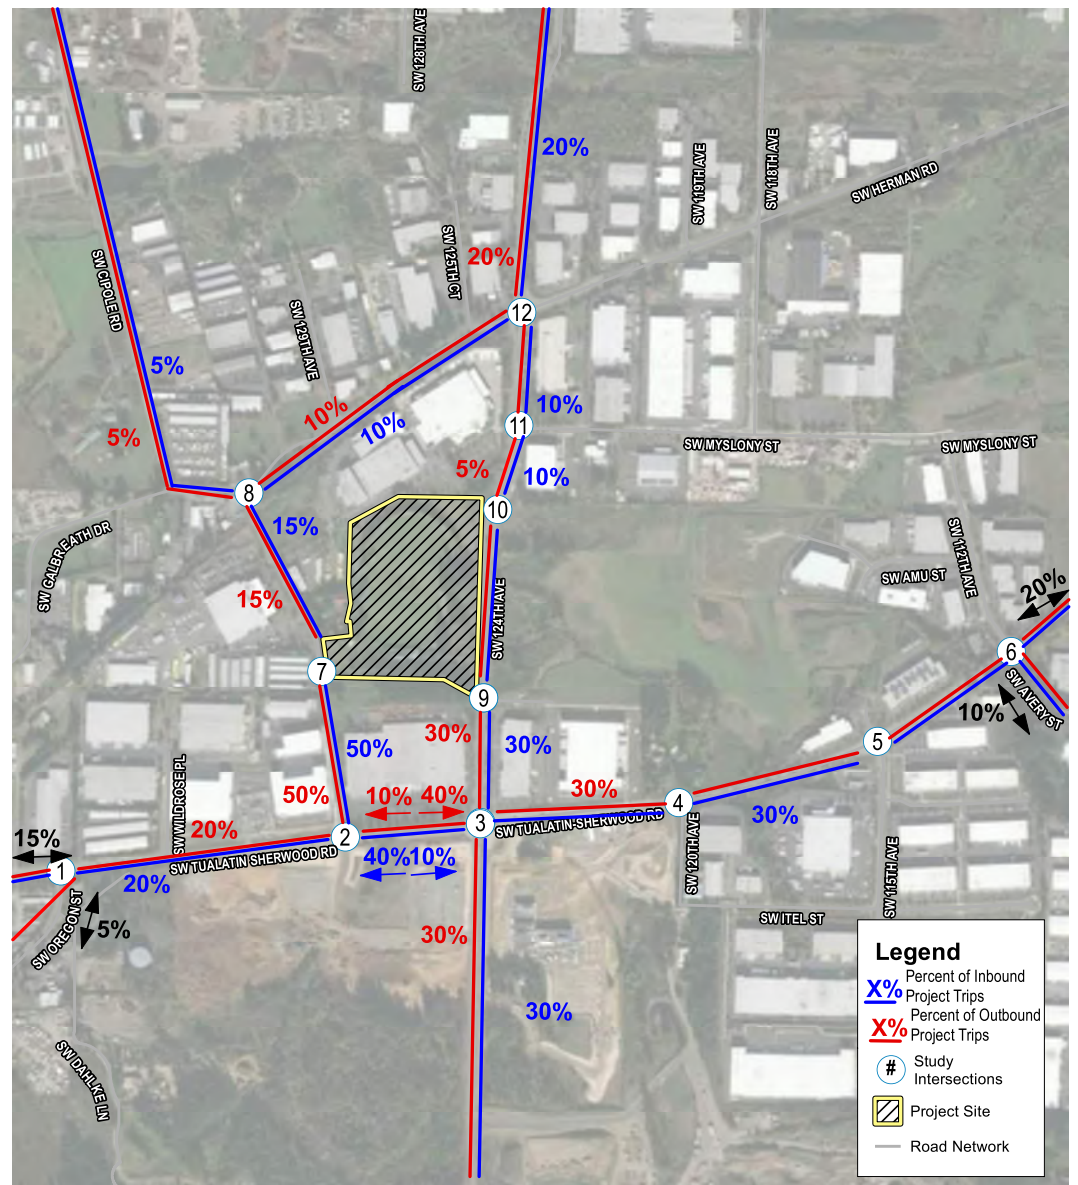 SW 128TH AVE
20%
SW 119TH AVE
SW 118TH AVE
SW HERMAN RD
SW CIPOLE RD
SW 125TH CT
20%
SW 129TH AVE
12
5%
5%
10%
10%
10%
11
SW MYSLONY ST
SW MYSLONY ST
5%
10%
8
10
15%
SW GALBREATH DR
SW 112TH AVE
SW AMU ST
15%
SW 124TH AVE
20%
6
7
9
SW AVERY ST
10%
30%
30%
5
50%
50%
10%
40%
30%
4
SW WILDROSE PL
20%
2
3
SW TUALATIN-SHERWOOD RD
30%
15%
SW TUALATIN SHERWOOD RD
40%
10%
SW 120TH AVE
SW 115TH AVE
1
20%
5%
SW OREGON ST
30%
SW ITEL ST
30%
SW DAHLKE LN
Legend
X% Percent of Inbound
Project Trips
X% Percent of Outbound
Project Trips
# Study
Intersections
Project Site
Road Network